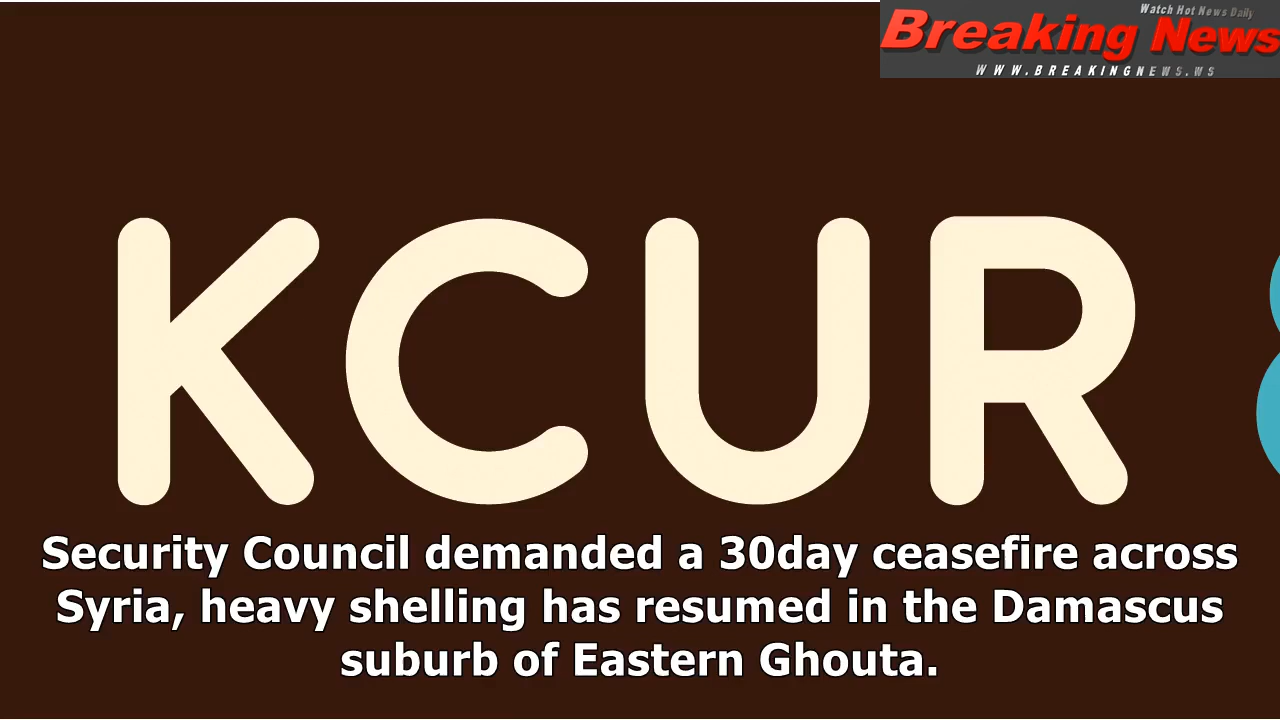 Watch Hot News Daily
Breaking News
WWW.BREAKINGNEWS.WS
KCUR
Security Council demanded a 30day ceasefire across
Syria, heavy shelling has resumed in the Damascus
suburb of Eastern Ghouta.